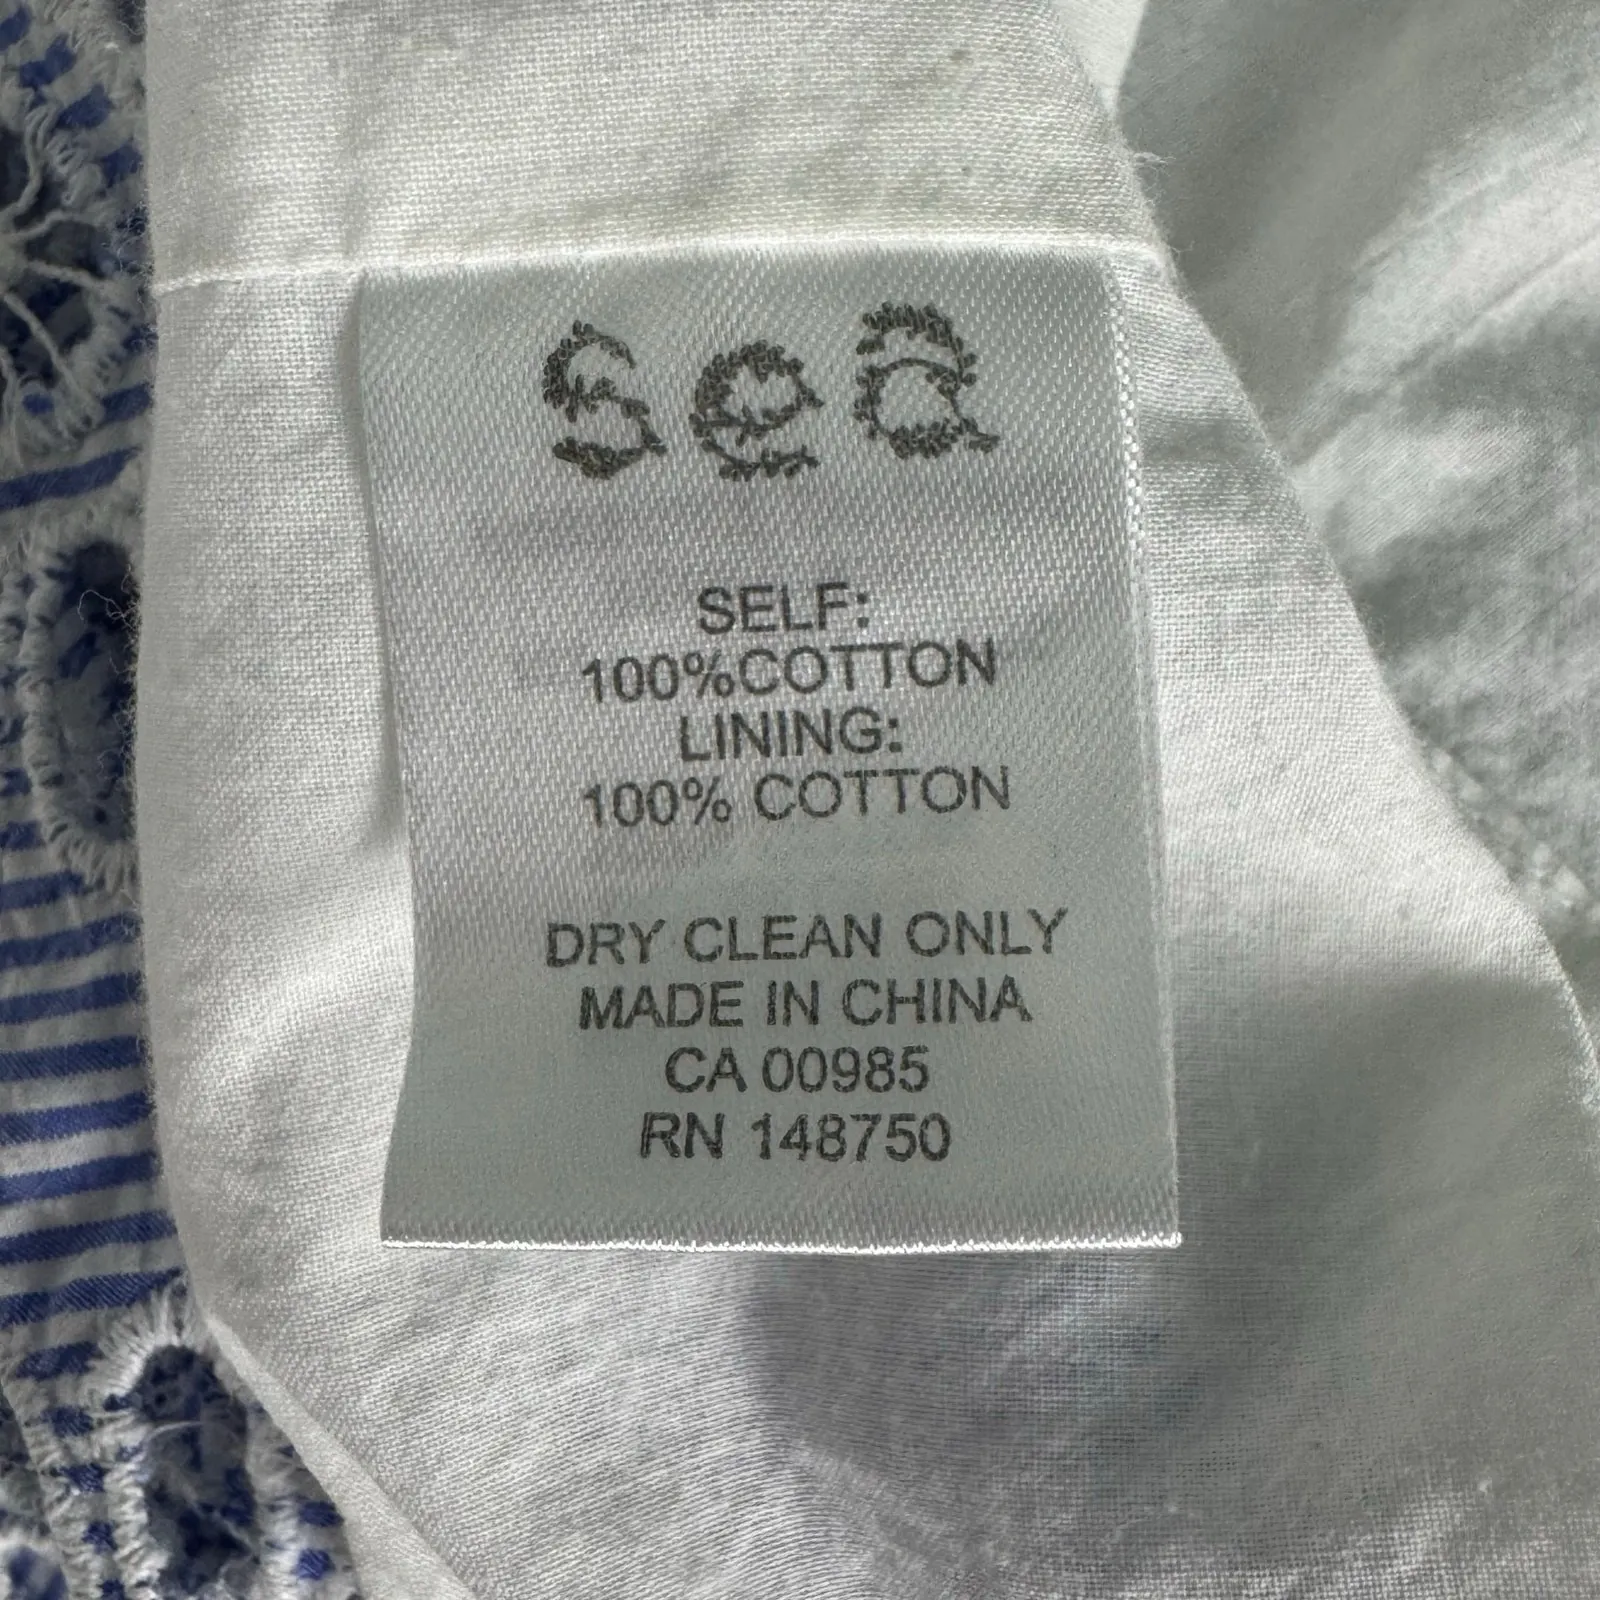 Sea
SELF:
100%COTTON
LINING:
100% COTTON
DRY CLEAN ONLY
MADE IN CHINA
CA 00985
RN 148750